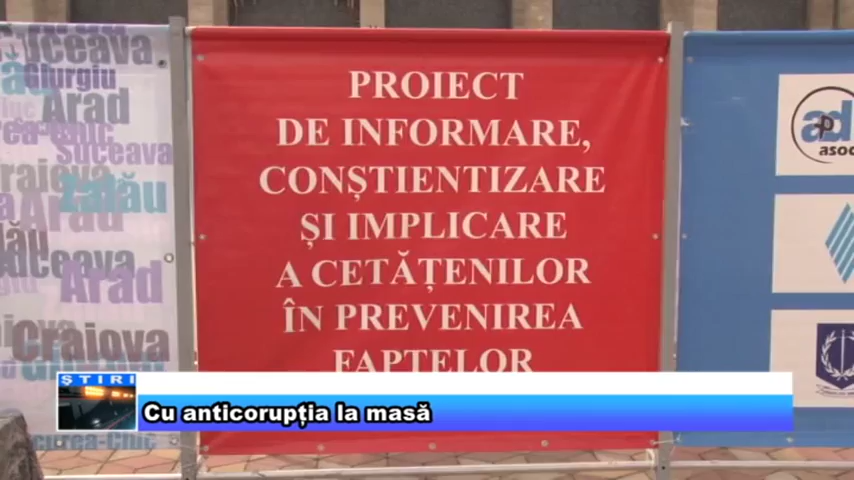 Suceava
Giurgiu
Arad
Suceava
Craiova
Zalău
Arad
Suceava
Arad
Craiova
Giurgiu
PROIECT
DE INFORMARE,
CONȘTIENTIZARE
ȘI IMPLICARE
A CETĂȚENILOR
ÎN PREVENIREA
FAPTELOR
ȘTIRI
Cu anticorupția la masă